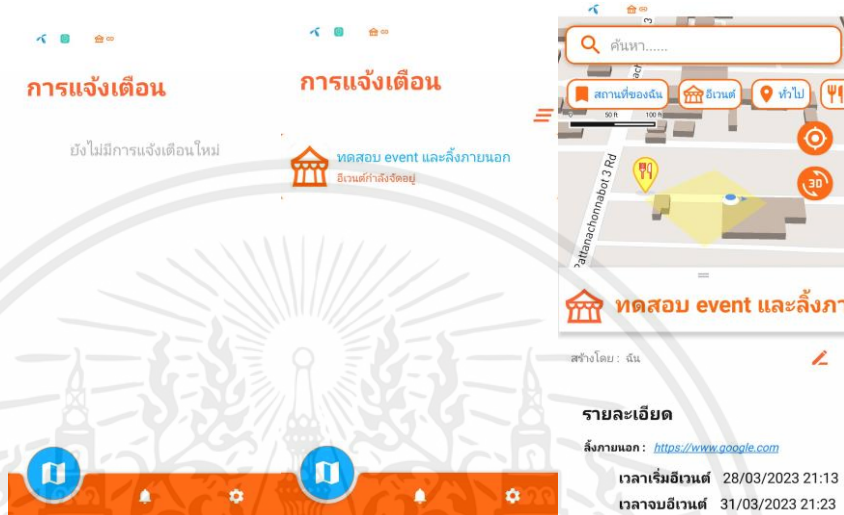 การแจ้งเตือน
ยังไม่มีการแจ้งเตือนใหม่
การแจ้งเตือน
ทดสอบ event และลิ้งภายนอก
อีเวนต์กำลังจัดอยู่
ค้นหา......
สถานที่ของฉัน
อีเวนต์
ทั่วไป
50 ft
100 ft
3D
Pattanachonnabot 3 Rd
ทดสอบ event และลิ้งภา
สร้างโดย : ฉัน
รายละเอียด
ลิ้งภายนอก : https://www.google.com
เวลาเริ่มอีเวนต์ 28/03/2023 21:13
เวลาจบอีเวนต์ 31/03/2023 21:23